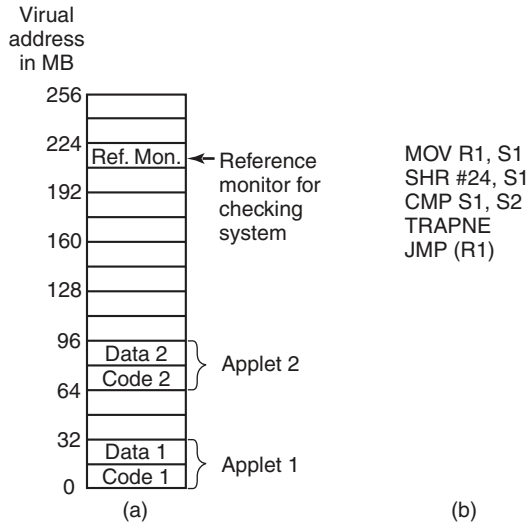 Virual
address
in MB
256
224
Ref. Mon.
Reference
monitor for
checking
system
192
160
128
96
Data 2
Code 2
Applet 2
64
32
Data 1
Code 1
Applet 1
0
(a)
MOV R1, S1
SHR #24, S1
CMP S1, S2
TRAPNE
JMP (R1)
(b)